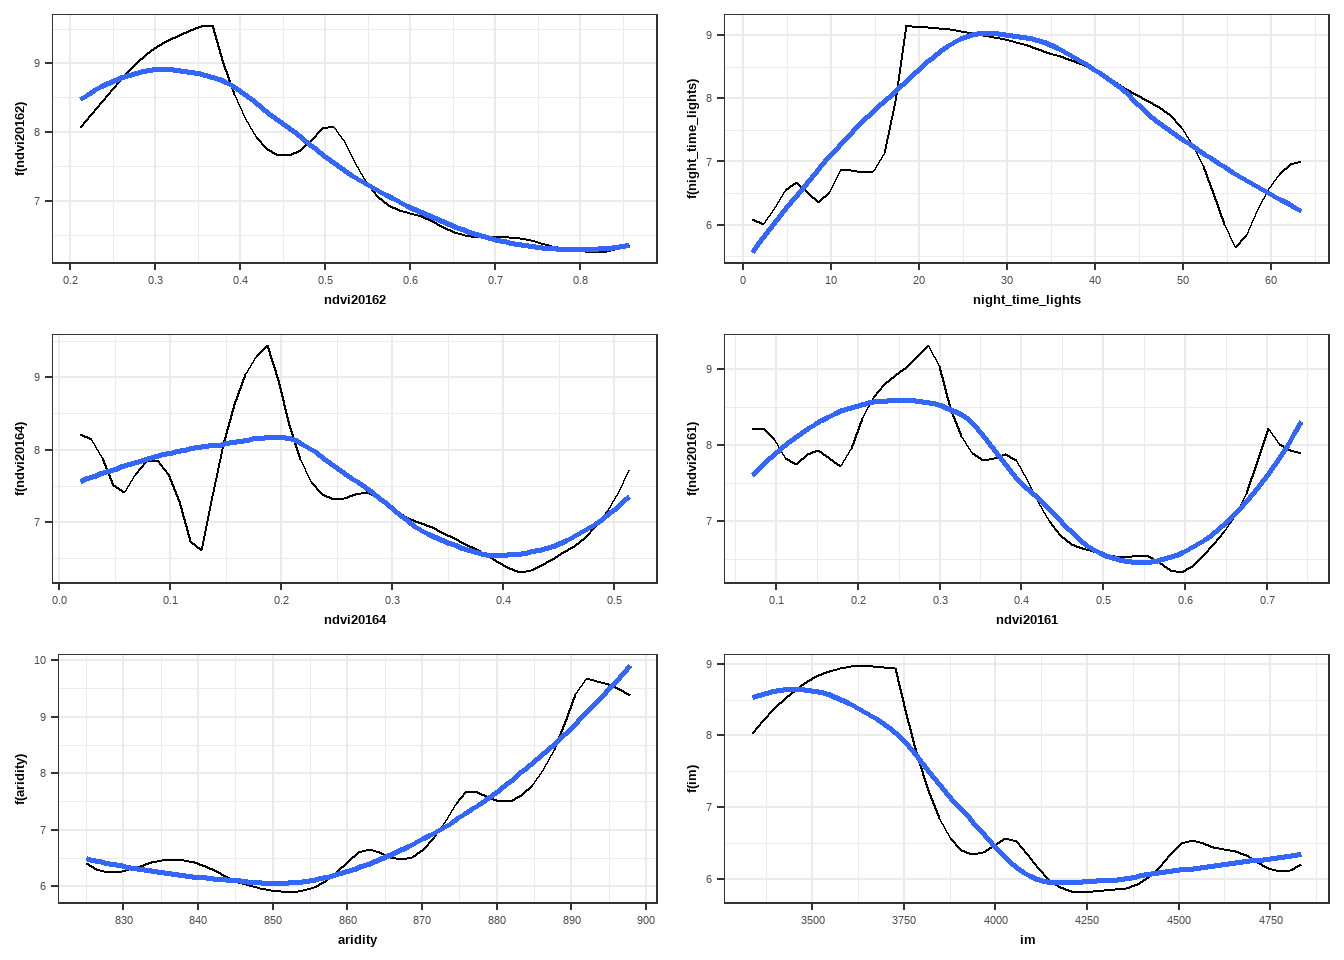 f(ndvi20162)
9
8
7
0.2 0.3 0.4 0.5 0.6 0.7 0.8
ndvi20162
f(night_time_lights)
9
8
7
6
0 10 20 30 40 50 60
night_time_lights
f(ndvi20164)
9
8
7
0.0 0.1 0.2 0.3 0.4 0.5
ndvi20164
f(ndvi20161)
9
8
7
0.1 0.2 0.3 0.4 0.5 0.6 0.7
ndvi20161
f(aridity)
10
9
8
7
6
830 840 850 860 870 880 890 900
aridity
f(im)
9
8
7
6
3500 3750 4000 4250 4500 4750
im